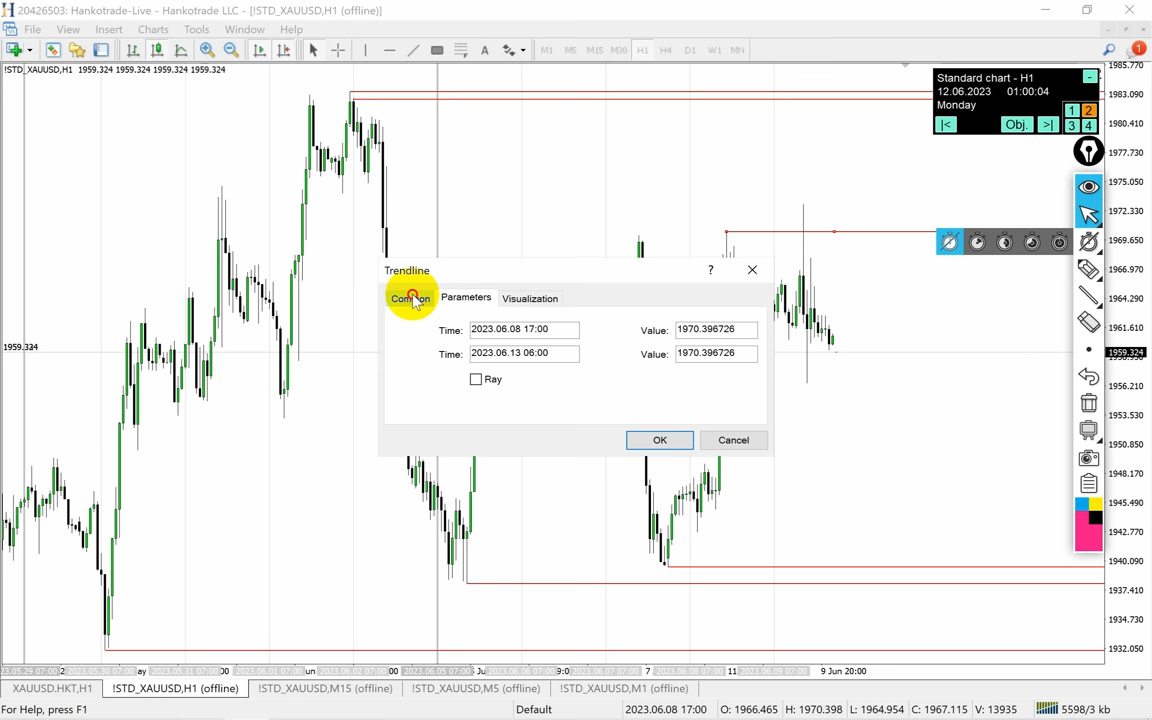 20426503: Hankotrade-Live - Hankotrade LLC - [!STD_XAUUSD,H1 (offline)]
File View Insert Charts Tools Window Help
M1 M5 M15 M30 H1 H4 D1 W1 MN
1
!STD_XAUUSD,H1 1959.324 1959.324 1959.324 1959.324
1985.770
1983.090
1980.410
1977.730
1975.050
1972.330
1969.650
1966.970
1964.290
1961.610
1959.324
1956.210
1953.530
1950.850
1948.170
1945.490
1942.770
1940.090
1937.410
1934.730
1932.050
Standard chart - H1 -
12.06.2023 01:00:04
Monday
1 2
|< Obj. >| 3 4
1959.324
Trendline ?
Common Parameters Visualization
Time: 2023.06.08 17:00 Value: 1970.396726
Time: 2023.06.13 06:00 Value: 1970.396726
Ray
OK Cancel
2023.06.05 07:00 9 Jun 20:00
XAUUSD.HKT,H1 !STD_XAUUSD,H1 (offline) !STD_XAUUSD,M15 (offline) !STD_XAUUSD,M5 (offline) !STD_XAUUSD,M1 (offline)
For Help, press F1 Default 2023.06.08 17:00 O: 1966.465 H: 1970.398 L: 1964.954 C: 1967.115 V: 13935 5598/3 kb